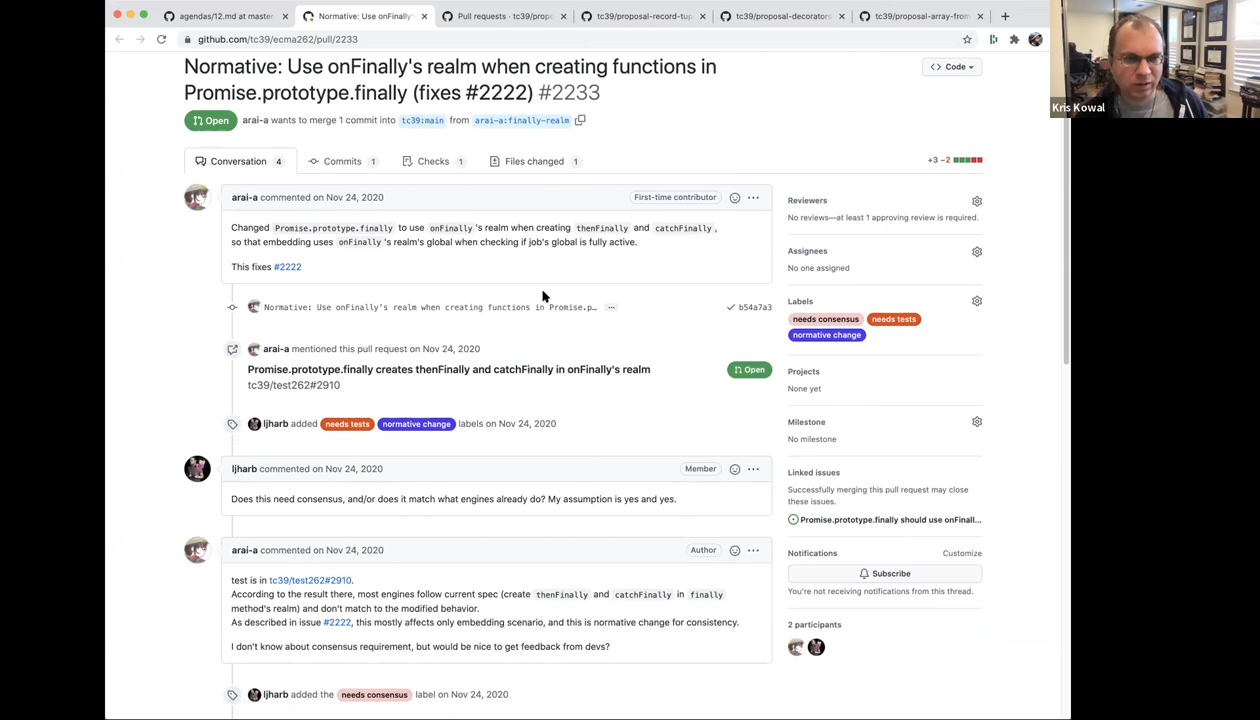 agendas/12.md at master
Normative: Use onFinally'
Pull requests · tc39/prop
tc39/proposal-record-tup
tc39/proposal-decorators
tc39/proposal-array-from
github.com/tc39/ecma262/pull/2233
Kris Kowal
Normative: Use onFinally's realm when creating functions in
Promise.prototype.finally (fixes #2222) #2233
Code
Open
arai-a wants to merge 1 commit into tc39:main from arai-a:finally-realm
Conversation 4
Commits 1
Checks 1
Files changed 1
+3 −2
arai-a commented on Nov 24, 2020
First-time contributor
Changed Promise.prototype.finally to use onFinally 's realm when creating thenFinally and catchFinally ,
so that embedding uses onFinally 's realm's global when checking if job's global is fully active.
This fixes #2222
Normative: Use onFinally's realm when creating functions in Promise.p… …
b54a7a3
arai-a mentioned this pull request on Nov 24, 2020
Promise.prototype.finally creates thenFinally and catchFinally in onFinally's realm
Open
tc39/test262#2910
ljharb added needs tests normative change labels on Nov 24, 2020
ljharb commented on Nov 24, 2020
Member
Does this need consensus, and/or does it match what engines already do? My assumption is yes and yes.
arai-a commented on Nov 24, 2020
Author
test is in tc39/test262#2910.
According to the result there, most engines follow current spec (create thenFinally and catchFinally in finally
method's realm) and don't match to the modified behavior.
As described in issue #2222, this mostly affects only embedding scenario, and this is normative change for consistency.
I don't know about consensus requirement, but would be nice to get feedback from devs?
ljharb added the needs consensus label on Nov 24, 2020
Reviewers
No reviews—at least 1 approving review is required.
Assignees
No one assigned
Labels
needs consensus needs tests
normative change
Projects
None yet
Milestone
No milestone
Linked issues
Successfully merging this pull request may close
these issues.
Promise.prototype.finally should use onFinall...
Notifications
Customize
Subscribe
You're not receiving notifications from this thread.
2 participants